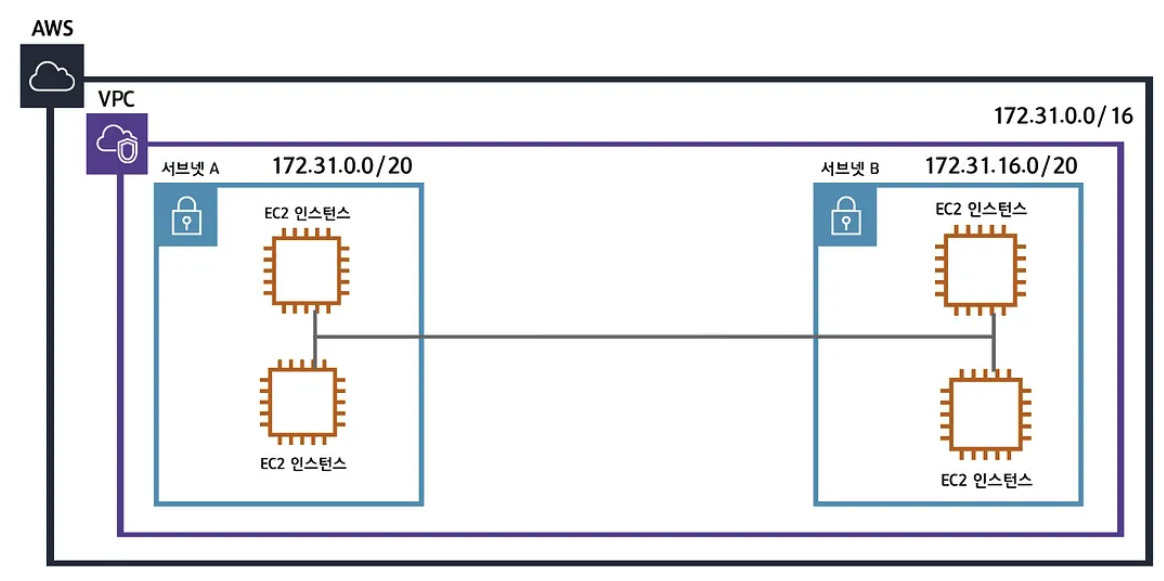 AWS
VPC
172.31.0.0/16
서브넷 A
172.31.0.0/20
서브넷 B
172.31.16.0/20
EC2 인스턴스
EC2 인스턴스
EC2 인스턴스
EC2 인스턴스